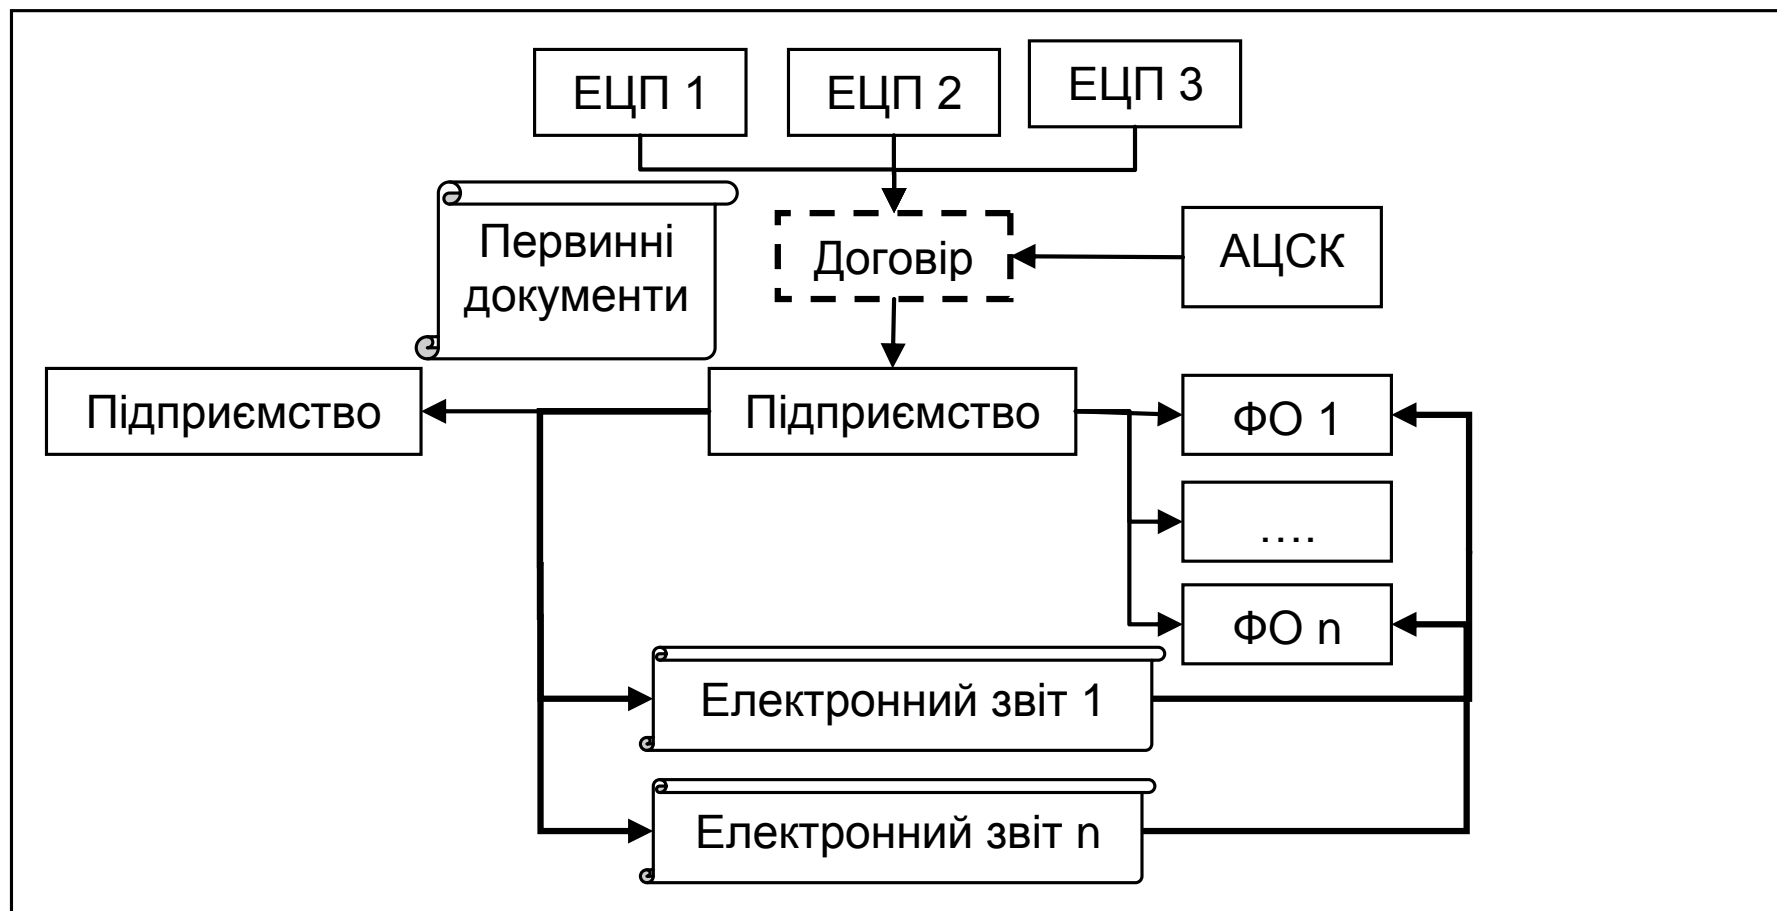 ЕЦП 1
ЕЦП 2
ЕЦП 3
Первинні
документи
Договір
АЦСК
Підприємство
Підприємство
ФО 1
....
ФО n
Електронний звіт 1
Електронний звіт n